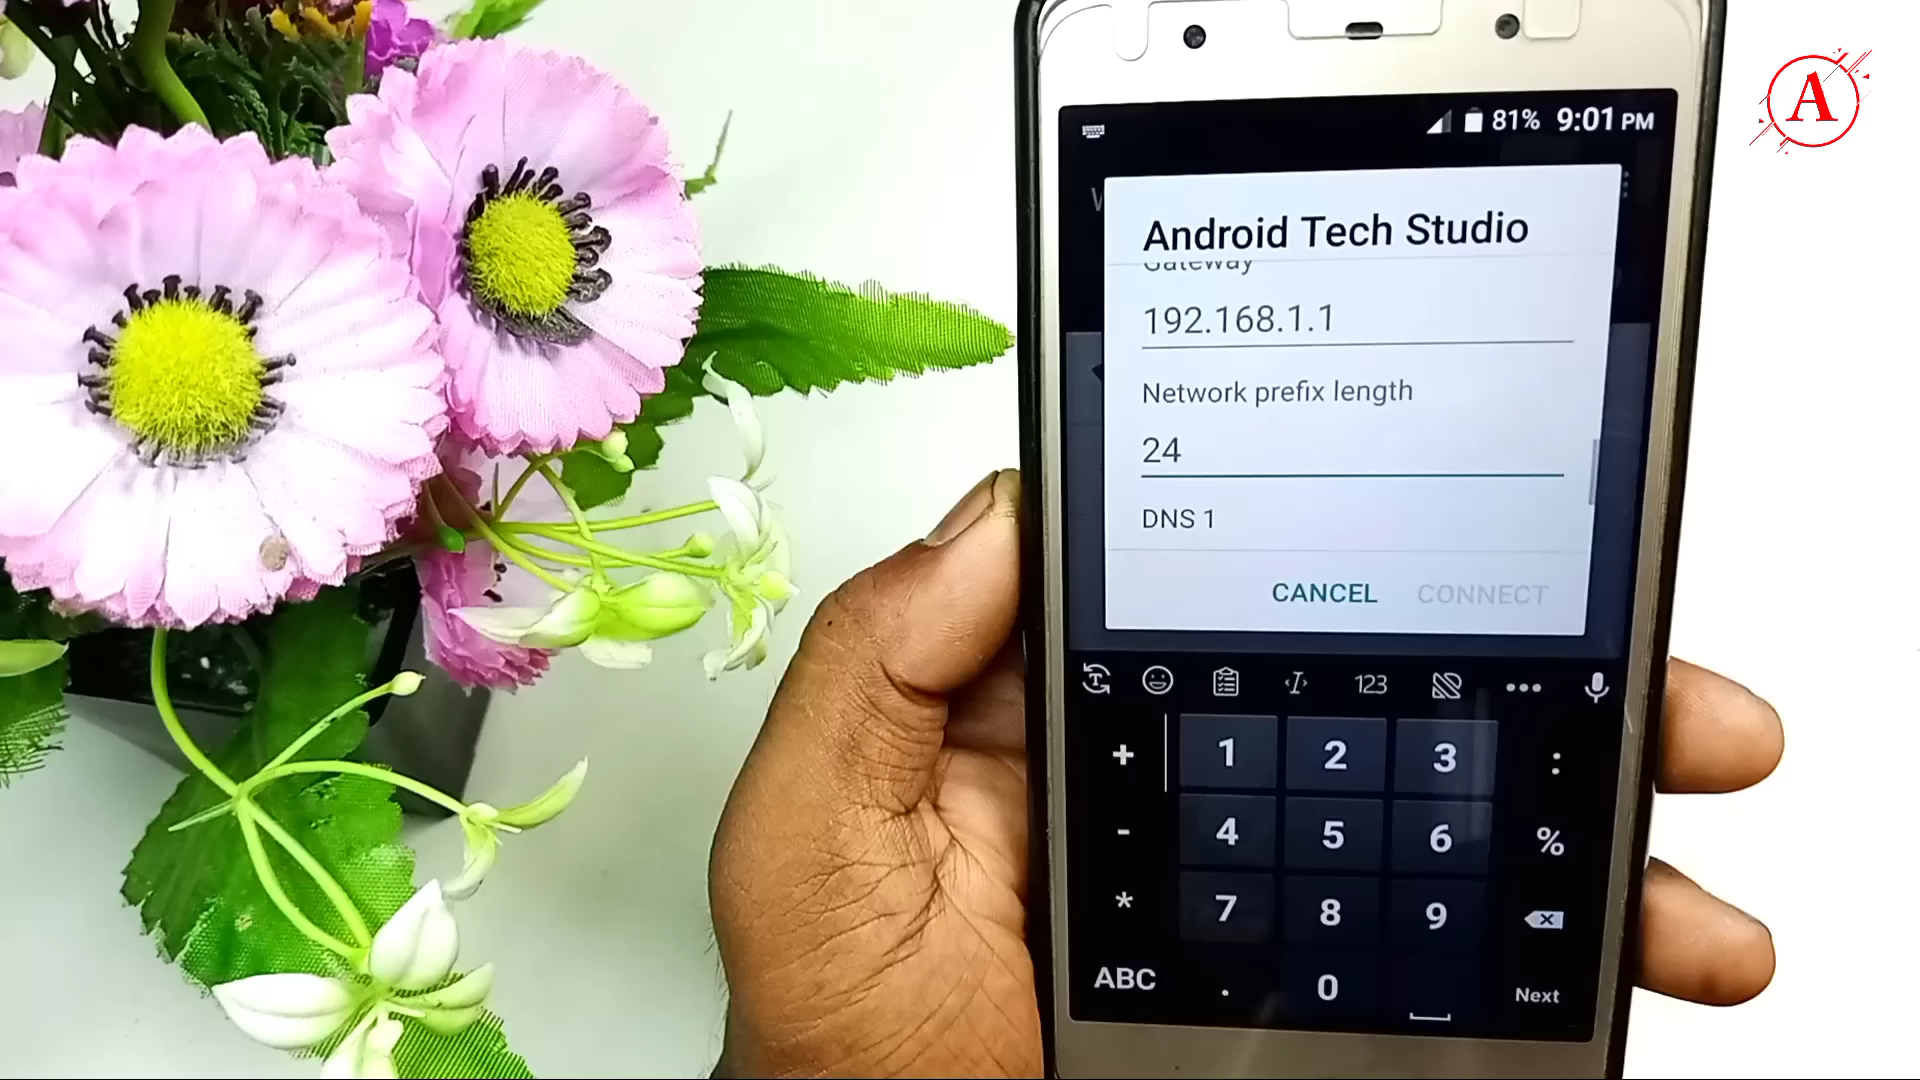 A
81% 9:01 PM
Android Tech Studio
Gateway
192.168.1.1
Network prefix length
24
DNS 1
CANCEL CONNECT
123
+ 1 2 3 :
- 4 5 6 %
* 7 8 9
ABC . 0 Next